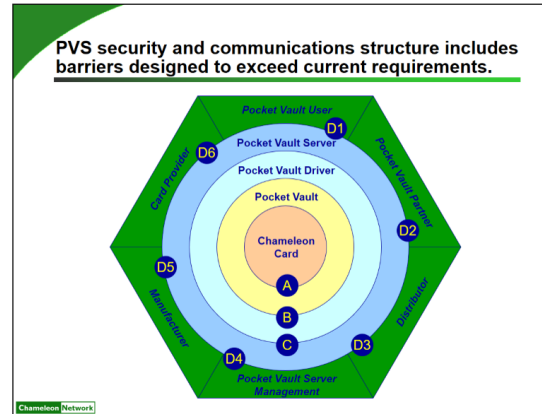 PVS security and communications structure includes
barriers designed to exceed current requirements.
Pocket Vault User
D1
Pocket Vault Server
D6
Pocket Vault Driver
Card Provider
Pocket Vault Partner
Pocket Vault
Chameleon
Card
D2
D5
A
Manufacturer
Distributor
B
C
D3
D4
Pocket Vault Server
Management
Chameleon Network